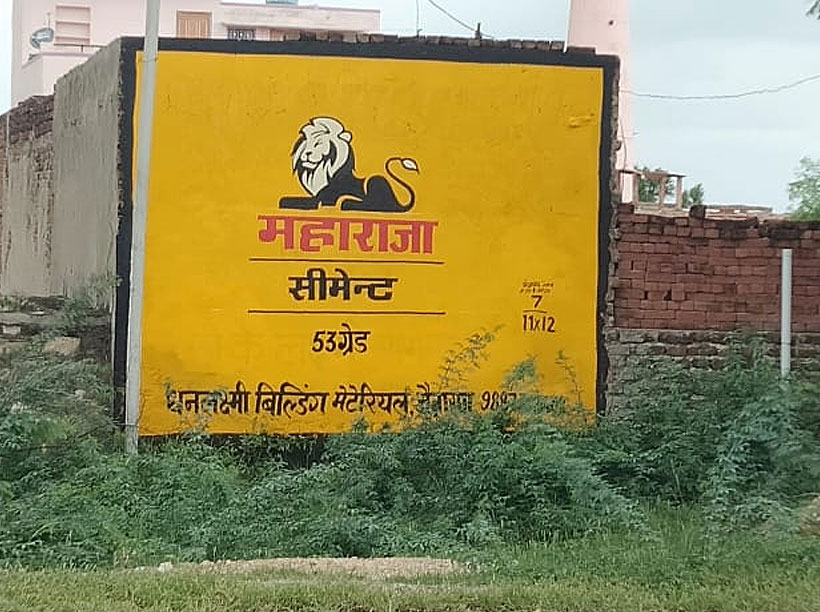 महाराजा
सीमेन्ट
53ग्रेड
7
11x12
धनलक्ष्मी बिल्डिंग मेटेरियल,